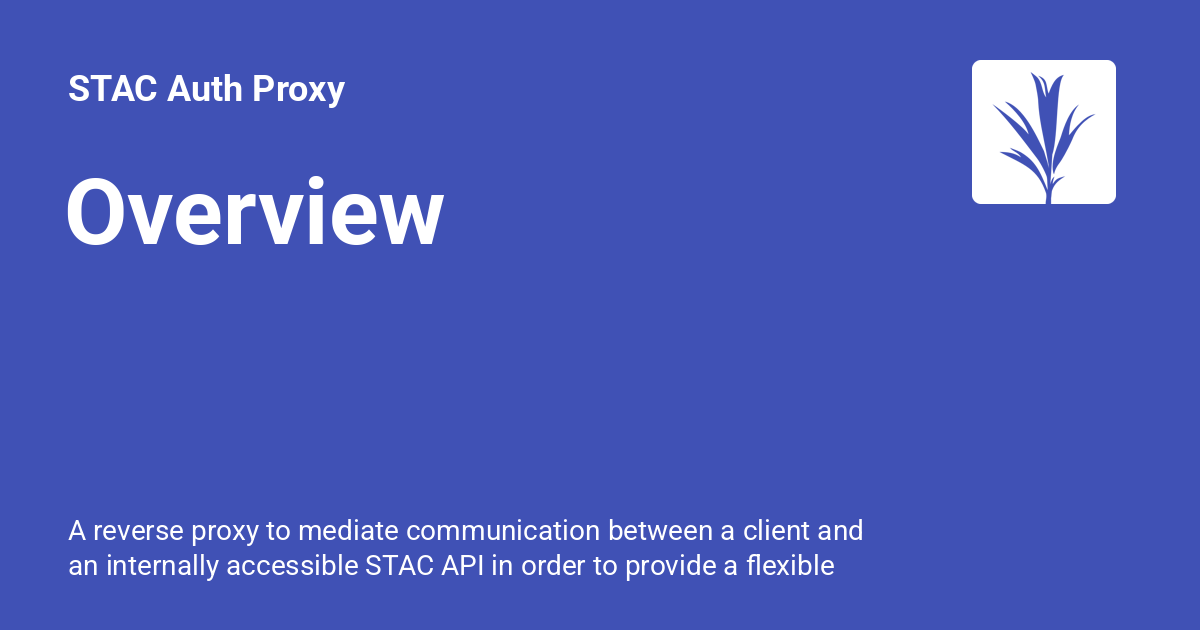 STAC Auth Proxy
Overview
A reverse proxy to mediate communication between a client and
an internally accessible STAC API in order to provide a flexible